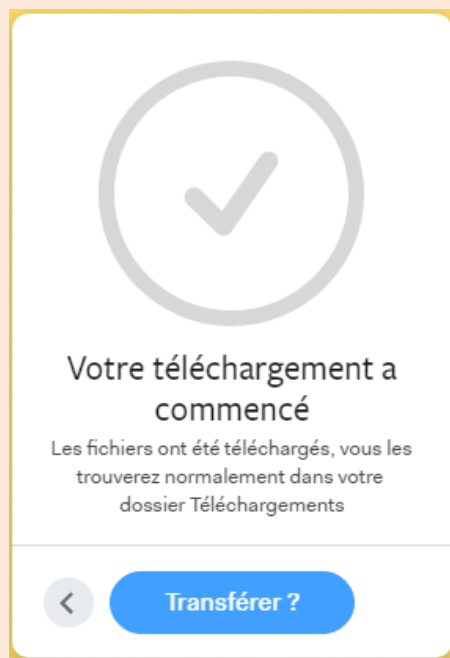 Votre téléchargement a
commencé
Les fichiers ont été téléchargés, vous les
trouverez normalement dans votre
dossier Téléchargements
Transférer ?